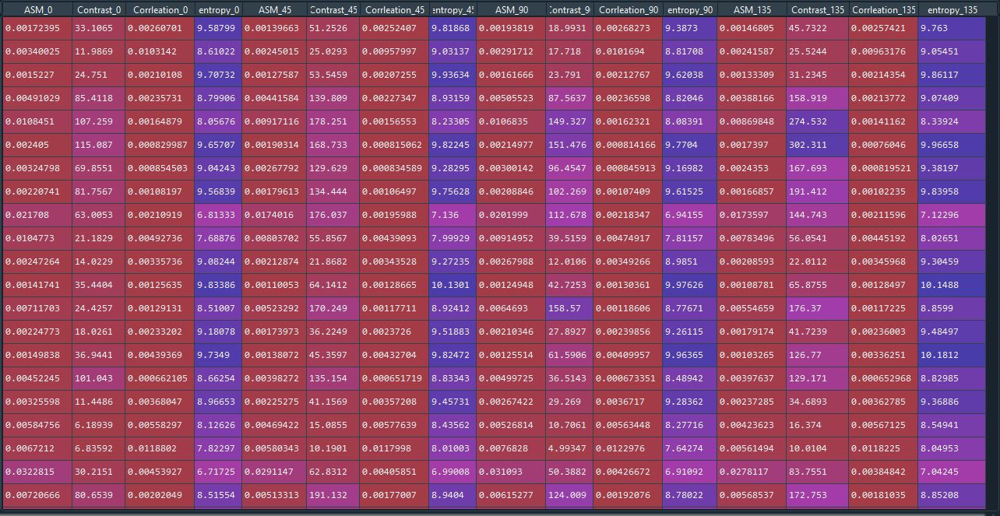 ASM_0 Contrast_0 Corrleation_0 entropy_0 ASM_45 Contrast_45 Corrleation_45 entropy_45 ASM_90 Contrast_9 Corrleation_90 entropy_90 ASM_135 Contrast_135 Corrleation_135 entropy_135
0.00172395 33.1065 0.00260701 9.58799 0.00139663 51.2526 0.00252407 9.81868 0.00193819 18.9931 0.00268273 9.3873 0.00146805 45.7322 0.00257421 9.763
0.00340025 11.9869 0.0103142 8.61022 0.00245015 25.0293 0.00957997 9.03137 0.00291712 17.718 0.0101694 8.81708 0.00241587 25.5244 0.00963176 9.05451
0.0015227 24.751 0.00210108 9.70732 0.00127587 53.5459 0.00207255 9.93634 0.00161666 23.791 0.00212767 9.62038 0.00133309 31.2345 0.00214354 9.86117
0.00491029 85.4118 0.00235731 8.79906 0.00441584 139.809 0.00227347 8.93159 0.00505523 87.5637 0.00236598 8.82046 0.00388166 158.919 0.00213772 9.07409
0.0108451 107.259 0.00164879 8.05676 0.00917116 178.251 0.00156553 8.23305 0.0106835 149.327 0.00162321 8.08391 0.00869848 274.532 0.00141162 8.33924
0.002405 115.087 0.000829987 9.65707 0.00190314 168.733 0.000815062 9.82245 0.00214977 151.476 0.000814166 9.7704 0.0017397 302.311 0.00076046 9.96658
0.00324798 69.8551 0.000854503 9.04243 0.00267792 129.629 0.000834589 9.28295 0.00300142 96.4547 0.000845913 9.16982 0.0024353 167.693 0.000819521 9.38197
0.00220741 81.7567 0.00108197 9.56839 0.00179613 134.444 0.00106497 9.75628 0.00208846 102.269 0.00107409 9.61525 0.00166857 191.412 0.00102235 9.83958
0.021708 63.0053 0.00210919 6.81333 0.0174016 176.037 0.00195988 7.136 0.0201999 112.678 0.00218347 6.94155 0.0173597 144.743 0.00211596 7.12296
0.0104773 21.1829 0.00492736 7.68876 0.00803702 55.8567 0.00439093 7.99929 0.00914952 39.5159 0.00474917 7.81157 0.00783496 56.0541 0.00445192 8.02651
0.00247264 14.0229 0.00335736 9.08244 0.00212874 21.8682 0.00343528 9.27235 0.00267988 12.0106 0.00349266 8.9851 0.00208593 22.0112 0.00345968 9.30459
0.00141741 35.4404 0.00125635 9.83386 0.00110053 64.1412 0.00128665 10.1301 0.00124948 42.7253 0.00130361 9.97626 0.00108781 65.8755 0.00128497 10.1488
0.00711703 24.4257 0.00129131 8.51007 0.00523292 170.249 0.00117711 8.92412 0.0064693 158.57 0.00118606 8.77671 0.00554659 176.37 0.00117225 8.8599
0.00224773 18.0261 0.00233202 9.18078 0.00173973 36.2249 0.0023726 9.51883 0.00210346 27.8927 0.00239856 9.26115 0.00179174 41.7239 0.00236003 9.48497
0.00149838 36.9441 0.00439369 9.7349 0.00138072 45.3597 0.00432704 9.82472 0.00125514 61.5906 0.00409957 9.96365 0.00103265 126.77 0.00336251 10.1812
0.00452245 101.043 0.000662105 8.66254 0.00398272 135.154 0.000651719 8.83343 0.00499725 36.5143 0.000673351 8.48942 0.00397637 129.171 0.000652968 8.82985
0.00325598 11.4486 0.00368047 8.96653 0.00225275 41.1569 0.00357208 9.45731 0.00267422 29.269 0.0036717 9.28362 0.00237285 34.6893 0.00362785 9.36886
0.00584756 6.18939 0.00558297 8.12626 0.00469422 15.0855 0.00577639 8.43562 0.00526814 10.7061 0.00563448 8.27716 0.00423623 16.374 0.00567125 8.54941
0.0067212 6.83592 0.0118802 7.82297 0.00580343 10.1901 0.0117998 8.01003 0.0076828 4.99347 0.0122976 7.64274 0.00561494 10.0104 0.0118225 8.04953
0.0322815 30.2151 0.00453927 6.71725 0.0291147 62.8312 0.00405851 6.99008 0.031093 50.3882 0.00426672 6.91092 0.0278117 83.7551 0.00384842 7.04245
0.00720666 80.6539 0.00202049 8.51554 0.00513313 191.132 0.00177007 8.9404 0.00615277 124.009 0.00192076 8.78022 0.00568537 172.753 0.00181035 8.85208